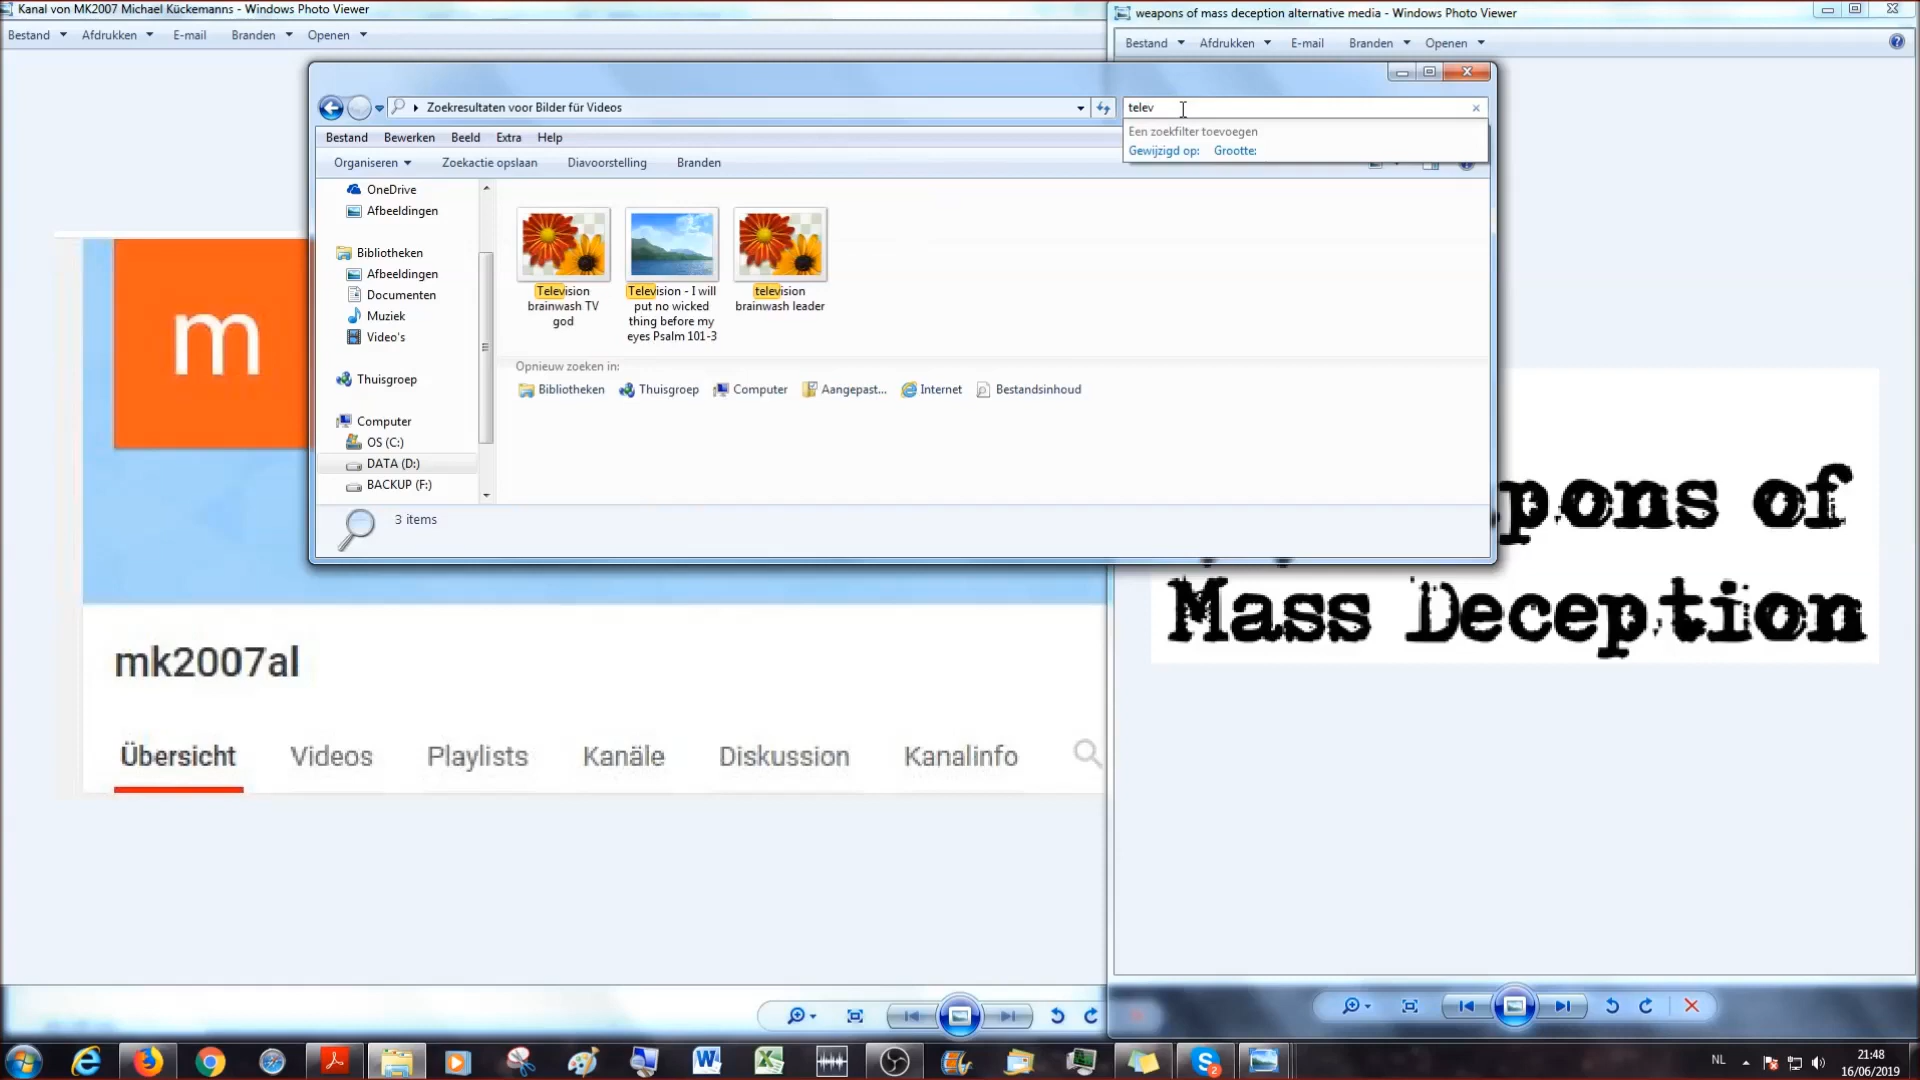 Kanal von MK2007 Michael Kückemanns - Windows Photo Viewer
Bestand Afdrukken E-mail Branden Openen
weapons of mass deception alternative media - Windows Photo Viewer
Bestand Afdrukken E-mail Branden Openen
Zoekresultaten voor Bilder für Videos
telev
Een zoekfilter toevoegen
Gewijzigd op: Grootte:
Bestand Bewerken Beeld Extra Help
Organiseren Zoekactie opslaan Diavoorstelling Branden
OneDrive
Afbeeldingen
Bibliotheken
Afbeeldingen
Documenten
Muziek
Video's
Thuisgroep
Computer
OS (C:)
DATA (D:)
BACKUP (F:)
Television
brainwash TV
god
Television - I will
put no wicked
thing before my
eyes Psalm 101-3
television
brainwash leader
Opnieuw zoeken in:
Bibliotheken Thuisgroep Computer Aangepast... Internet Bestandsinhoud
3 items
m
mk2007al
Übersicht Videos Playlists Kanäle Diskussion Kanalinfo
pons of
Mass Deception
NL
21:48
16/06/2019